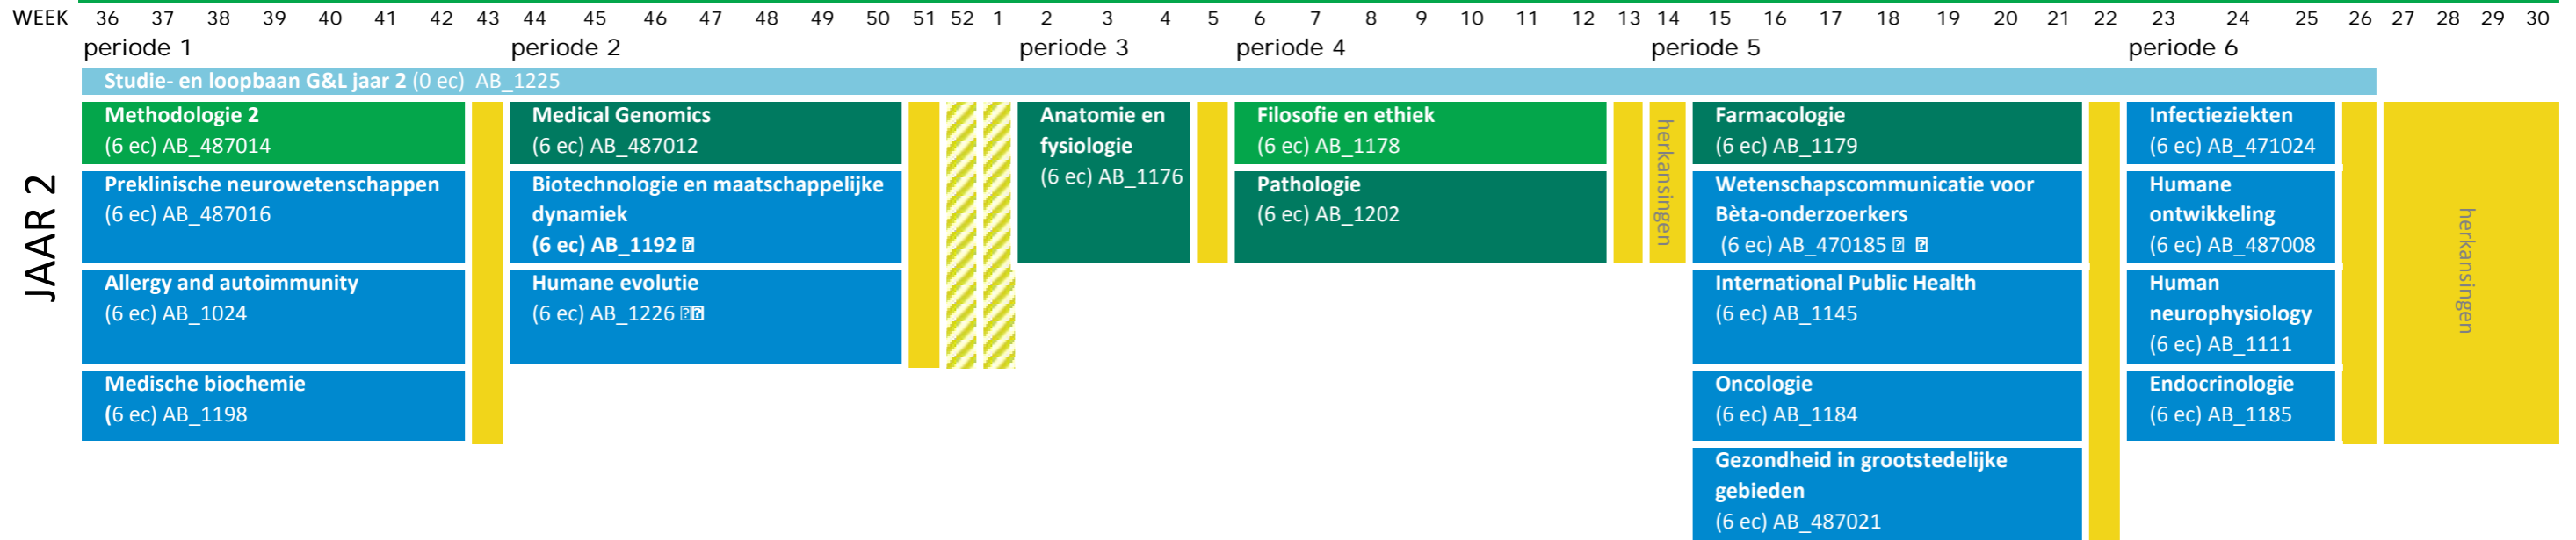 WEEK 36 37 38 39 40 41 42 43 44 45 46 47 48 49 50 51 52 1 2 3 4 5 6 7 8 9 10 11 12 13 14 15 16 17 18 19 20 21 22 23 24 25 26 27 28 29 30
periode 1 periode 2 periode 3 periode 4 periode 5 periode 6
Studie- en loopbaan G&L jaar 2 (0 ec) AB_1225
JAAR 2
Methodologie 2
(6 ec) AB_487014
Preklinische neurowetenschappen
(6 ec) AB_487016
Allergy and autoimmunity
(6 ec) AB_1024
Medische biochemie
(6 ec) AB_1198
Medical Genomics
(6 ec) AB_487012
Biotechnologie en maatschappelijke
dynamiek
(6 ec) AB_1192
Humane evolutie
(6 ec) AB_1226
Anatomie en
fysiologie
(6 ec) AB_1176
Filosofie en ethiek
(6 ec) AB_1178
Pathologie
(6 ec) AB_1202
herkansingen
Farmacologie
(6 ec) AB_1179
Wetenschapscommunicatie voor
Bèta-onderzoerkers
(6 ec) AB_470185
International Public Health
(6 ec) AB_1145
Oncologie
(6 ec) AB_1184
Gezondheid in grootstedelijke
gebieden
(6 ec) AB_487021
Infectieziekten
(6 ec) AB_471024
Humane
ontwikkeling
(6 ec) AB_487008
Human
neurophysiology
(6 ec) AB_1111
Endocrinologie
(6 ec) AB_1185
herkansingen